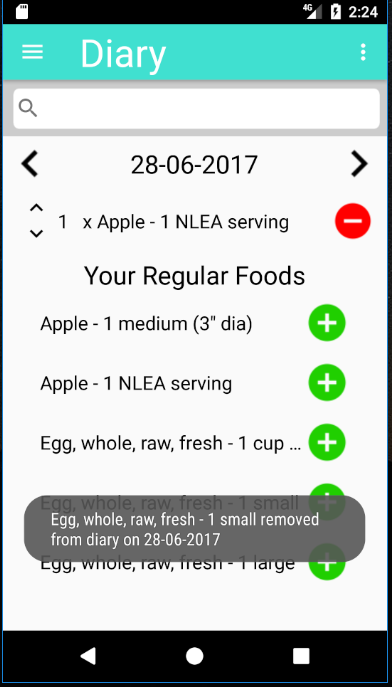 4G 2:24
Diary
28-06-2017
1 x Apple - 1 NLEA serving
Your Regular Foods
Apple - 1 medium (3" dia)
Apple - 1 NLEA serving
Egg, whole, raw, fresh - 1 cup ...
Egg, whole, raw, fresh - 1 small
Egg, whole, raw, fresh - 1 small removed
from diary on 28-06-2017
Egg, whole, raw, fresh - 1 large